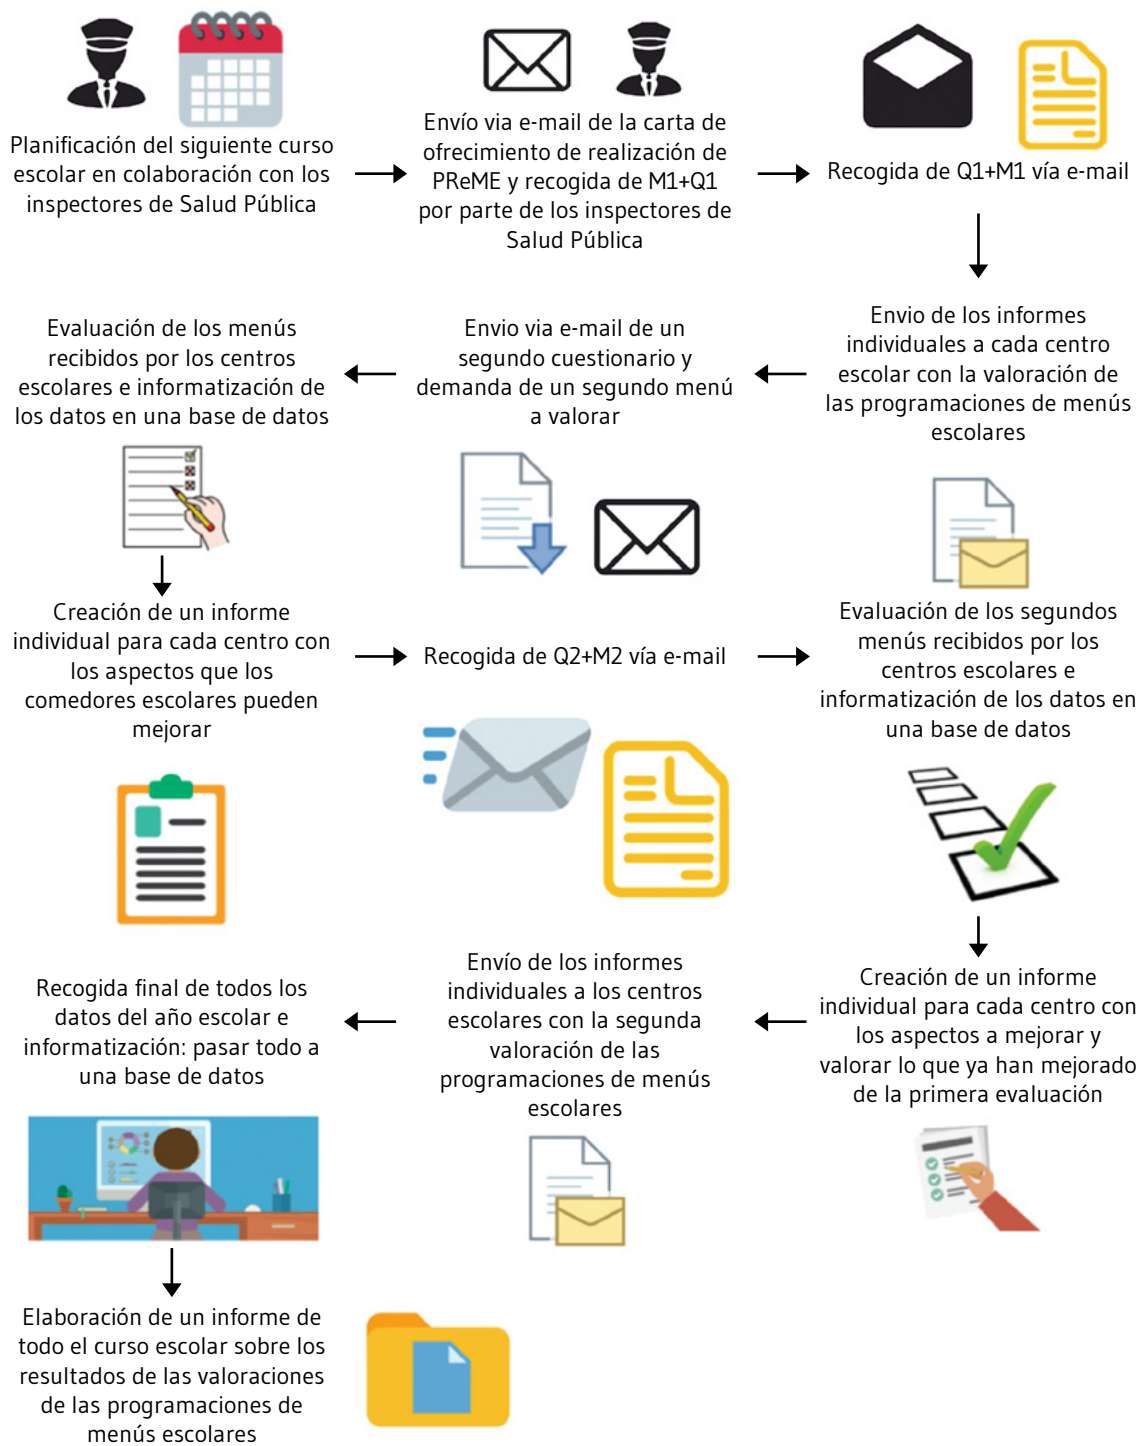 Planificación del siguiente curso
escolar en colaboración con los
inspectores de Salud Pública
Envío via e-mail de la carta de
ofrecimiento de realización de
PReME y recogida de M1+Q1
por parte de los inspectores de
Salud Pública
Recogida de Q1+M1 vía e-mail
Envio de los informes
individuales a cada centro
escolar con la valoración de
las programaciones de menús
escolares
Envio via e-mail de un
segundo cuestionario y
demanda de un segundo menú
a valorar
Evaluación de los menús
recibidos por los centros
escolares e informatización de
los datos en una base de datos
Creación de un informe
individual para cada centro con
los aspectos que los
comedores escolares pueden
mejorar
Recogida de Q2+M2 vía e-mail
Evaluación de los segundos
menús recibidos por los
centros escolares e
informatización de los datos en
una base de datos
Creación de un informe
individual para cada centro con
los aspectos a mejorar y
valorar lo que ya han mejorado
de la primera evaluación
Envío de los informes
individuales a los centros
escolares con la segunda
valoración de las
programaciones de menús
escolares
Recogida final de todos los
datos del año escolar e
informatización: pasar todo a
una base de datos
Elaboración de un informe de
todo el curso escolar sobre los
resultados de las valoraciones
de las programaciones de
menús escolares